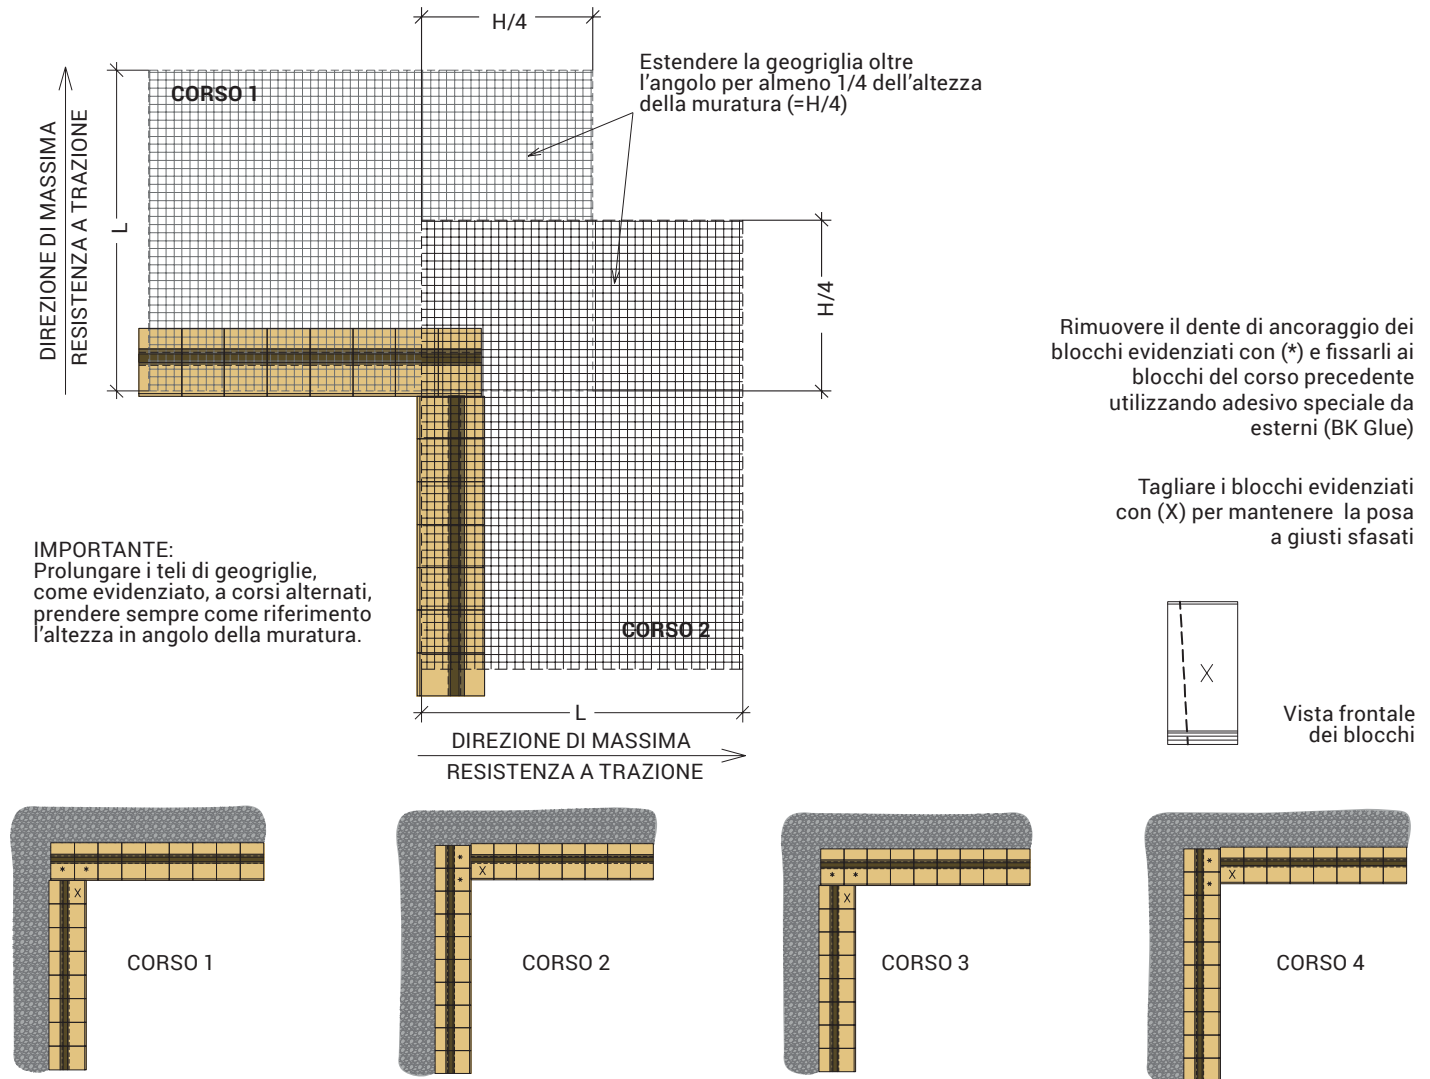 H/4
Estendere la geogriglia oltre
l'angolo per almeno 1/4 dell'altezza
della muratura (=H/4)
CORSO 1
DIREZIONE DI MASSIMA
RESISTENZA A TRAZIONE
L
H/4
Rimuovere il dente di ancoraggio dei
blocchi evidenziati con (*) e fissarli ai
blocchi del corso precedente
utilizzando adesivo speciale da
esterni (BK Glue)
Tagliare i blocchi evidenziati
con (X) per mantenere la posa
a giusti sfasati
IMPORTANTE:
Prolungare i teli di geogriglie,
come evidenziato, a corsi alternati,
prendere sempre come riferimento
l'altezza in angolo della muratura.
CORSO 2
X
Vista frontale
dei blocchi
L
DIREZIONE DI MASSIMA
RESISTENZA A TRAZIONE
* *
X
CORSO 1
*
X
*
CORSO 2
* *
X
CORSO 3
*
X
*
CORSO 4